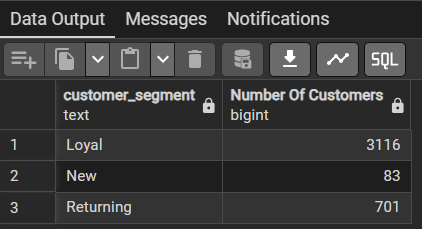 Data Output Messages Notifications
SQL
customer_segment Number Of Customers
text bigint
1 Loyal 3116
2 New 83
3 Returning 701